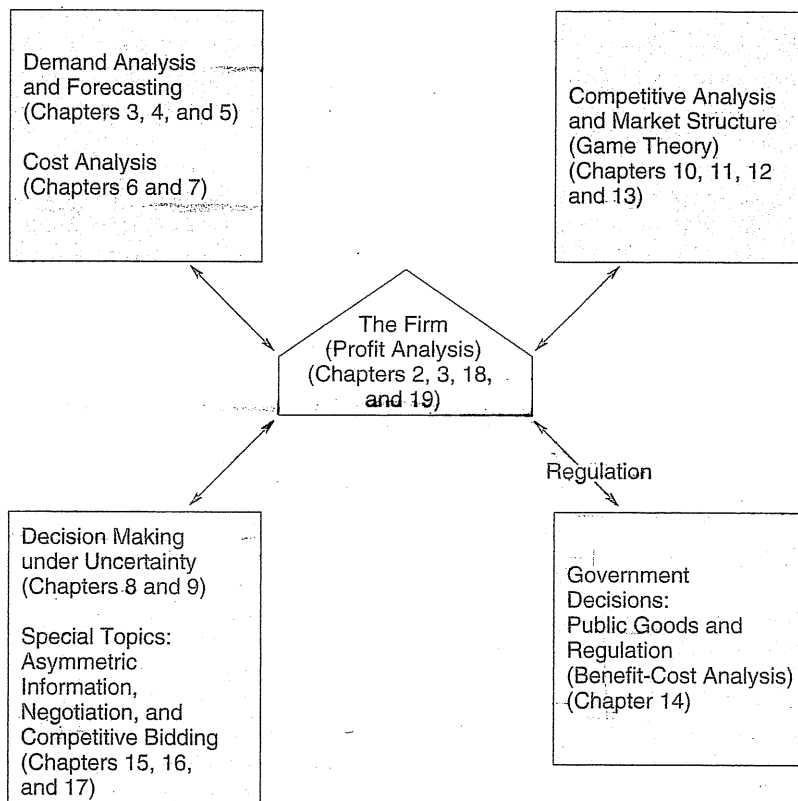 Demand Analysis
and Forecasting
(Chapters 3, 4, and 5)
Cost Analysis
(Chapters 6 and 7)
Competitive Analysis
and Market Structure
(Game Theory)
(Chapters 10, 11, 12
and 13)
The Firm
(Profit Analysis)
(Chapters 2, 3, 18,
and 19)
Regulation
Decision Making
under Uncertainty
(Chapters 8 and 9)
Special Topics:
Asymmetric
Information,
Negotiation, and
Competitive Bidding
(Chapters 15, 16,
and 17)
Government
Decisions:
Public Goods and
Regulation
(Benefit-Cost Analysis)
(Chapter 14)